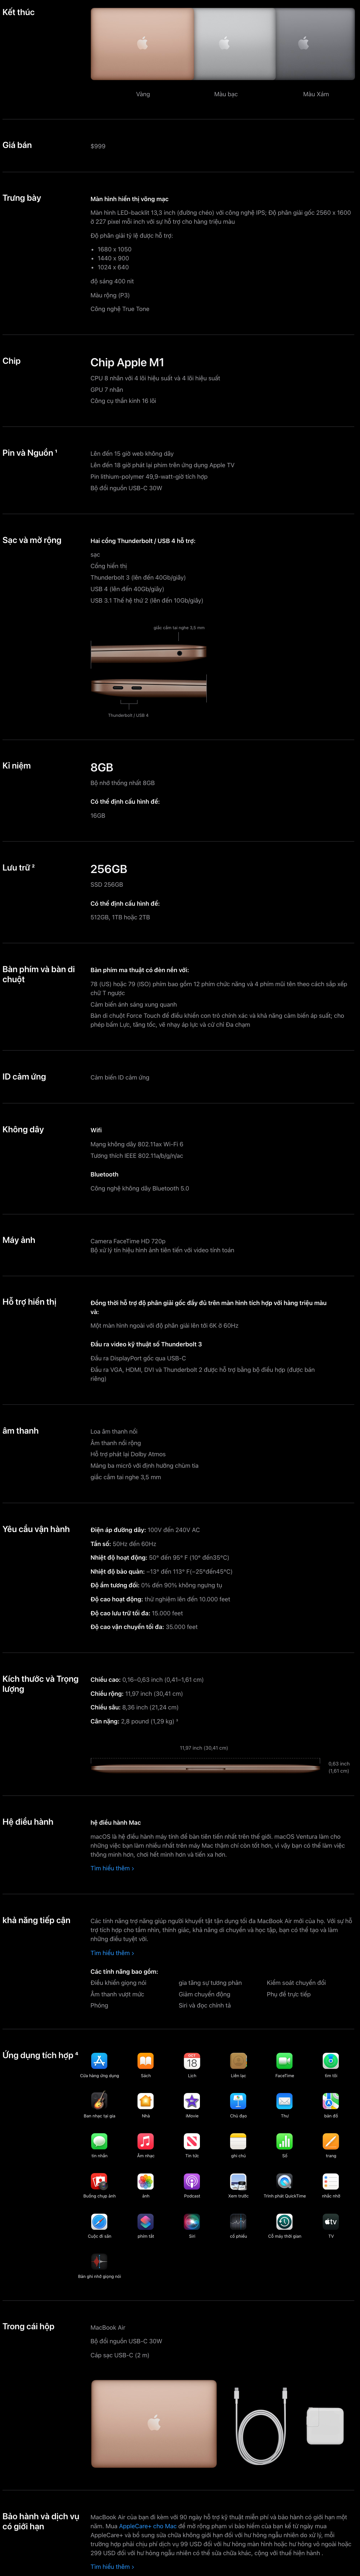 Kết thúc
Vàng
Màu bạc
Màu Xám
Giá bán
$999
Trưng bày
Màn hình hiển thị võng mạc
Màn hình LED-backlit 13,3 inch (đường chéo) với công nghệ IPS; Độ phân giải gốc 2560 x 1600
ở 227 pixel mỗi inch với sự hỗ trợ cho hàng triệu màu
Độ phân giải tỷ lệ được hỗ trợ:
• 1680 x 1050
• 1440 x 900
• 1024 x 640
độ sáng 400 nit
Màu rộng (P3)
Công nghệ True Tone
Chip
Chip Apple M1
CPU 8 nhân với 4 lõi hiệu suất và 4 lõi hiệu suất
GPU 7 nhân
Công cụ thần kinh 16 lõi
Pin và Nguồn ¹
Lên đến 15 giờ web không dây
Lên đến 18 giờ phát lại phim trên ứng dụng Apple TV
Pin lithium-polymer 49,9-watt-giờ tích hợp
Bộ đổi nguồn USB-C 30W
Sạc và mở rộng
Hai cổng Thunderbolt / USB 4 hỗ trợ:
sạc
Cổng hiển thị
Thunderbolt 3 (lên đến 40Gb/giây)
USB 4 (lên đến 40Gb/giây)
USB 3.1 Thế hệ thứ 2 (lên đến 10Gb/giây)
giắc cắm tai nghe 3,5 mm
Thunderbolt / USB 4
Kỉ niệm
8GB
Bộ nhớ thống nhất 8GB
Có thể định cấu hình để:
16GB
Lưu trữ ²
256GB
SSD 256GB
Có thể định cấu hình để:
512GB, 1TB hoặc 2TB
Bàn phím và bàn di
chuột
Bàn phím ma thuật có đèn nền với:
78 (US) hoặc 79 (ISO) phím bao gồm 12 phím chức năng và 4 phím mũi tên theo cách sắp xếp
chữ T ngược
Cảm biến ánh sáng xung quanh
Bàn di chuột Force Touch để điều khiển con trỏ chính xác và khả năng cảm biến áp suất; cho
phép bấm Lực, tăng tốc, vẽ nhạy áp lực và cử chỉ Đa chạm
ID cảm ứng
Cảm biến ID cảm ứng
Không dây
Wifi
Mạng không dây 802.11ax Wi-Fi 6
Tương thích IEEE 802.11a/b/g/n/ac
Bluetooth
Công nghệ không dây Bluetooth 5.0
Máy ảnh
Camera FaceTime HD 720p
Bộ xử lý tín hiệu hình ảnh tiên tiến với video tính toán
Hỗ trợ hiển thị
Đồng thời hỗ trợ độ phân giải gốc đầy đủ trên màn hình tích hợp với hàng triệu màu
và:
Một màn hình ngoài với độ phân giải lên tới 6K ở 60Hz
Đầu ra video kỹ thuật số Thunderbolt 3
Đầu ra DisplayPort gốc qua USB-C
Đầu ra VGA, HDMI, DVI và Thunderbolt 2 được hỗ trợ bằng bộ điều hợp (được bán
riêng)
âm thanh
Loa âm thanh nổi
Âm thanh nổi rộng
Hỗ trợ phát lại Dolby Atmos
Mảng ba micrô với định hướng chùm tia
giắc cắm tai nghe 3,5 mm
Yêu cầu vận hành
Điện áp đường dây: 100V đến 240V AC
Tần số: 50Hz đến 60Hz
Nhiệt độ hoạt động: 50° đến 95° F (10° đến35°C)
Nhiệt độ bảo quản: –13° đến 113° F(–25°đến45°C)
Độ ẩm tương đối: 0% đến 90% không ngưng tụ
Độ cao hoạt động: thử nghiệm lên đến 10.000 feet
Độ cao lưu trữ tối đa: 15.000 feet
Độ cao vận chuyển tối đa: 35.000 feet
Kích thước và Trọng
lượng
Chiều cao: 0,16–0,63 inch (0,41–1,61 cm)
Chiều rộng: 11,97 inch (30,41 cm)
Chiều sâu: 8,36 inch (21,24 cm)
Cân nặng: 2,8 pound (1,29 kg)
11,97 inch (30,41 cm)
0,63 inch
(1,61 cm)
Hệ điều hành
hệ điều hành Mac
macOS là hệ điều hành máy tính để bàn tiên tiến nhất trên thế giới. macOS Ventura làm cho
những việc bạn làm nhiều nhất trên máy Mac thậm chí còn tốt hơn, vì vậy bạn có thể làm việc
thông minh hơn, chơi hết mình hơn và tiến xa hơn.
Tìm hiểu thêm ›
khả năng tiếp cận
Các tính năng trợ năng giúp người khuyết tật tận dụng tối đa MacBook Air mới của họ. Với sự hỗ
trợ tích hợp cho tầm nhìn, thính giác, khả năng di chuyển và học tập, bạn có thể tạo và làm
những điều tuyệt vời.
Tìm hiểu thêm ›
Các tính năng bao gồm:
Điều khiển giọng nói
gia tăng sự tương phản
Kiểm soát chuyển đổi
Âm thanh vượt mức
Giảm chuyển động
Phụ đề trực tiếp
Phóng
Siri và đọc chính tả
Ứng dụng tích hợp ⁴
Cửa hàng ứng dụng
Sách
Lịch
Liên lạc
FaceTime
tìm tôi
Ban nhạc tại gia
Nhà
iMovie
Chủ đạo
Thư
bản đồ
tin nhắn
Âm nhạc
Tin tức
ghi chú
Số
trang
Buồng chụp ảnh
ảnh
Podcast
Xem trước
Trình phát QuickTime
nhắc nhở
Cuộc đi săn
phím tắt
Siri
cổ phiếu
Cỗ máy thời gian
TV
Bản ghi nhớ giọng nói
Trong cái hộp
MacBook Air
Bộ đổi nguồn USB-C 30W
Cáp sạc USB-C (2 m)
Bảo hành và dịch vụ
có giới hạn
MacBook Air của bạn đi kèm với 90 ngày hỗ trợ kỹ thuật miễn phí và bảo hành có giới hạn một
năm. Mua AppleCare+ cho Mac để mở rộng phạm vi bảo hiểm của bạn kể từ ngày mua
AppleCare+ và bổ sung sửa chữa không giới hạn đối với hư hỏng ngẫu nhiên do xử lý, mỗi
trường hợp phải chịu phí dịch vụ 99 USD đối với hư hỏng màn hình hoặc hư hỏng vỏ ngoài hoặc
299 USD đối với hư hỏng ngẫu nhiên có thể sửa chữa khác, cộng với thuế hiện hành .
Tìm hiểu thêm ›